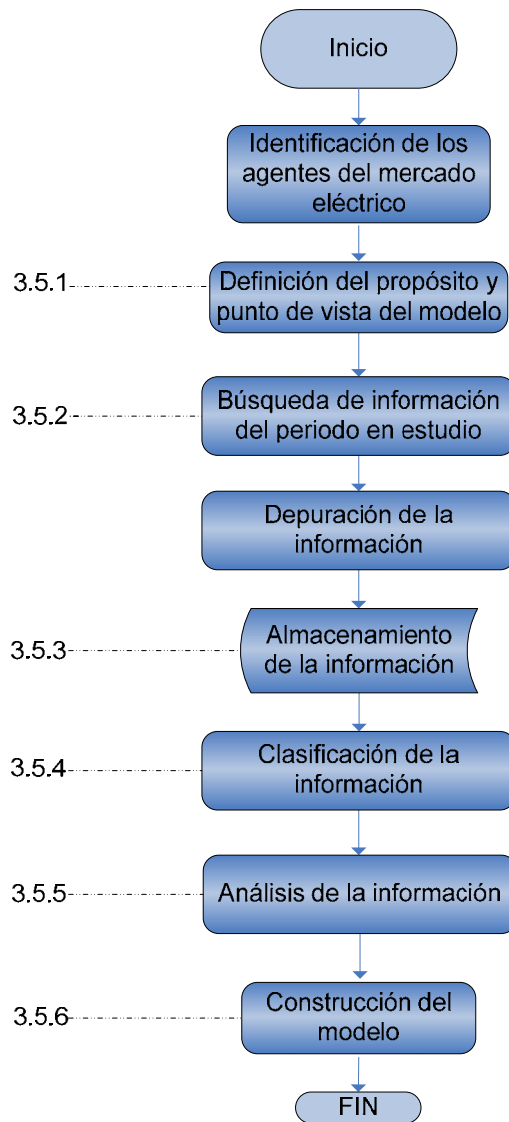 Inicio
Identificación de los
agentes del mercado
eléctrico
3.5.1
Definición del propósito y
punto de vista del modelo
3.5.2
Búsqueda de información
del periodo en estudio
Depuración de la
información
3.5.3
Almacenamiento
de la información
3.5.4
Clasificación de la
información
3.5.5
Análisis de la información
3.5.6
Construcción del
modelo
FIN